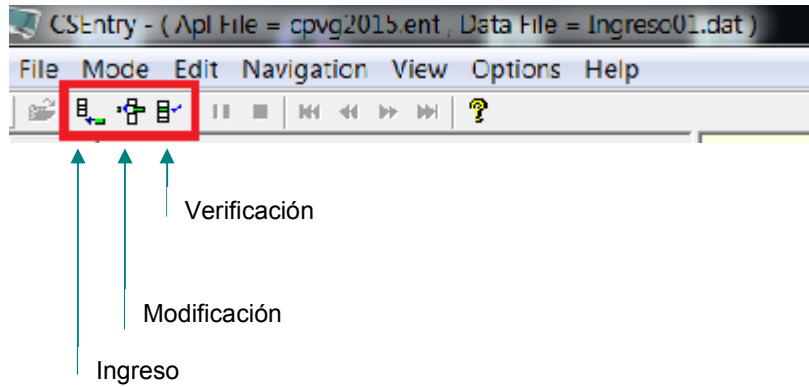 CSEntry - ( Apl File = cpvg2015.ent , Data File = Ingreso01.dat )
File Mode Edit Navigation View Options Help
Verificación
Modificación
Ingreso